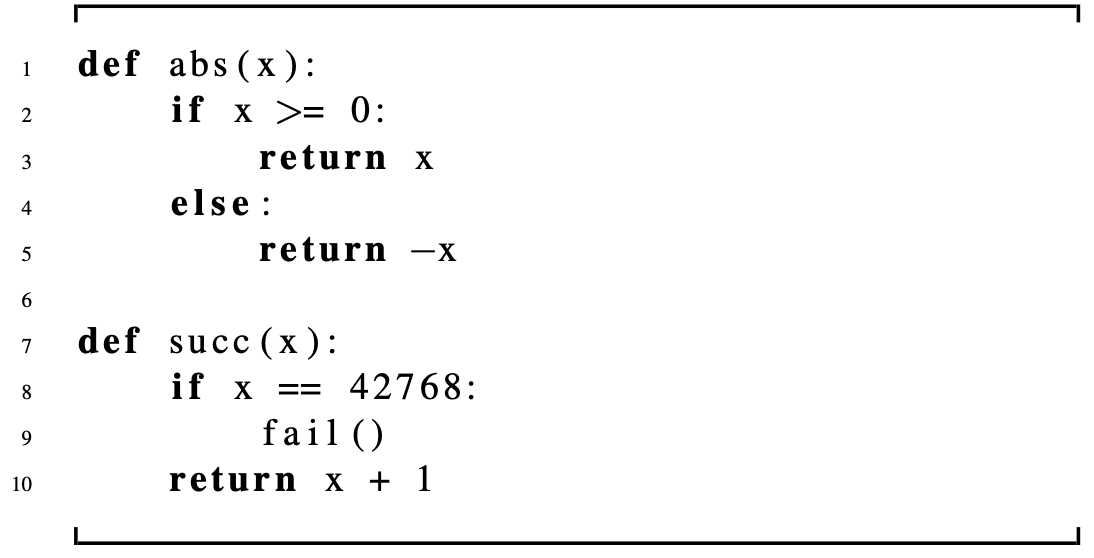 1 def abs(x):
2 if x >= 0:
3 return x
4 else:
5 return −x
6
7 def succ(x):
8 if x == 42768:
9 fail()
10 return x + 1